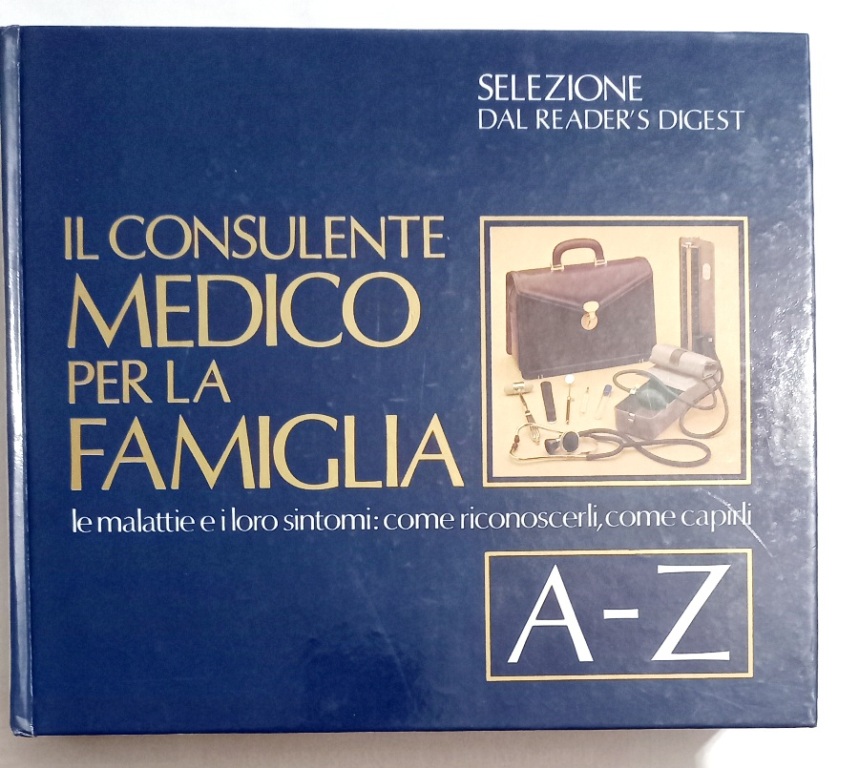 SELEZIONE
DAL READER'S DIGEST
IL CONSULENTE
MEDICO
PER LA
FAMIGLIA
le malattie e i loro sintomi: come riconoscerli, come capirli
A-Z